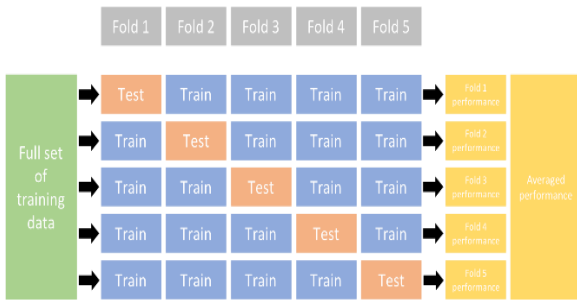 Fold 1 Fold 2 Fold 3 Fold 4 Fold 5
Full set
of
training
data
Test Train Train Train Train
Fold 1
performance
Train Test Train Train Train
Fold 2
performance
Train Train Test Train Train
Fold 3
performance
Train Train Train Test Train
Fold 4
performance
Train Train Train Train Test
Fold 5
performance
Averaged
performance